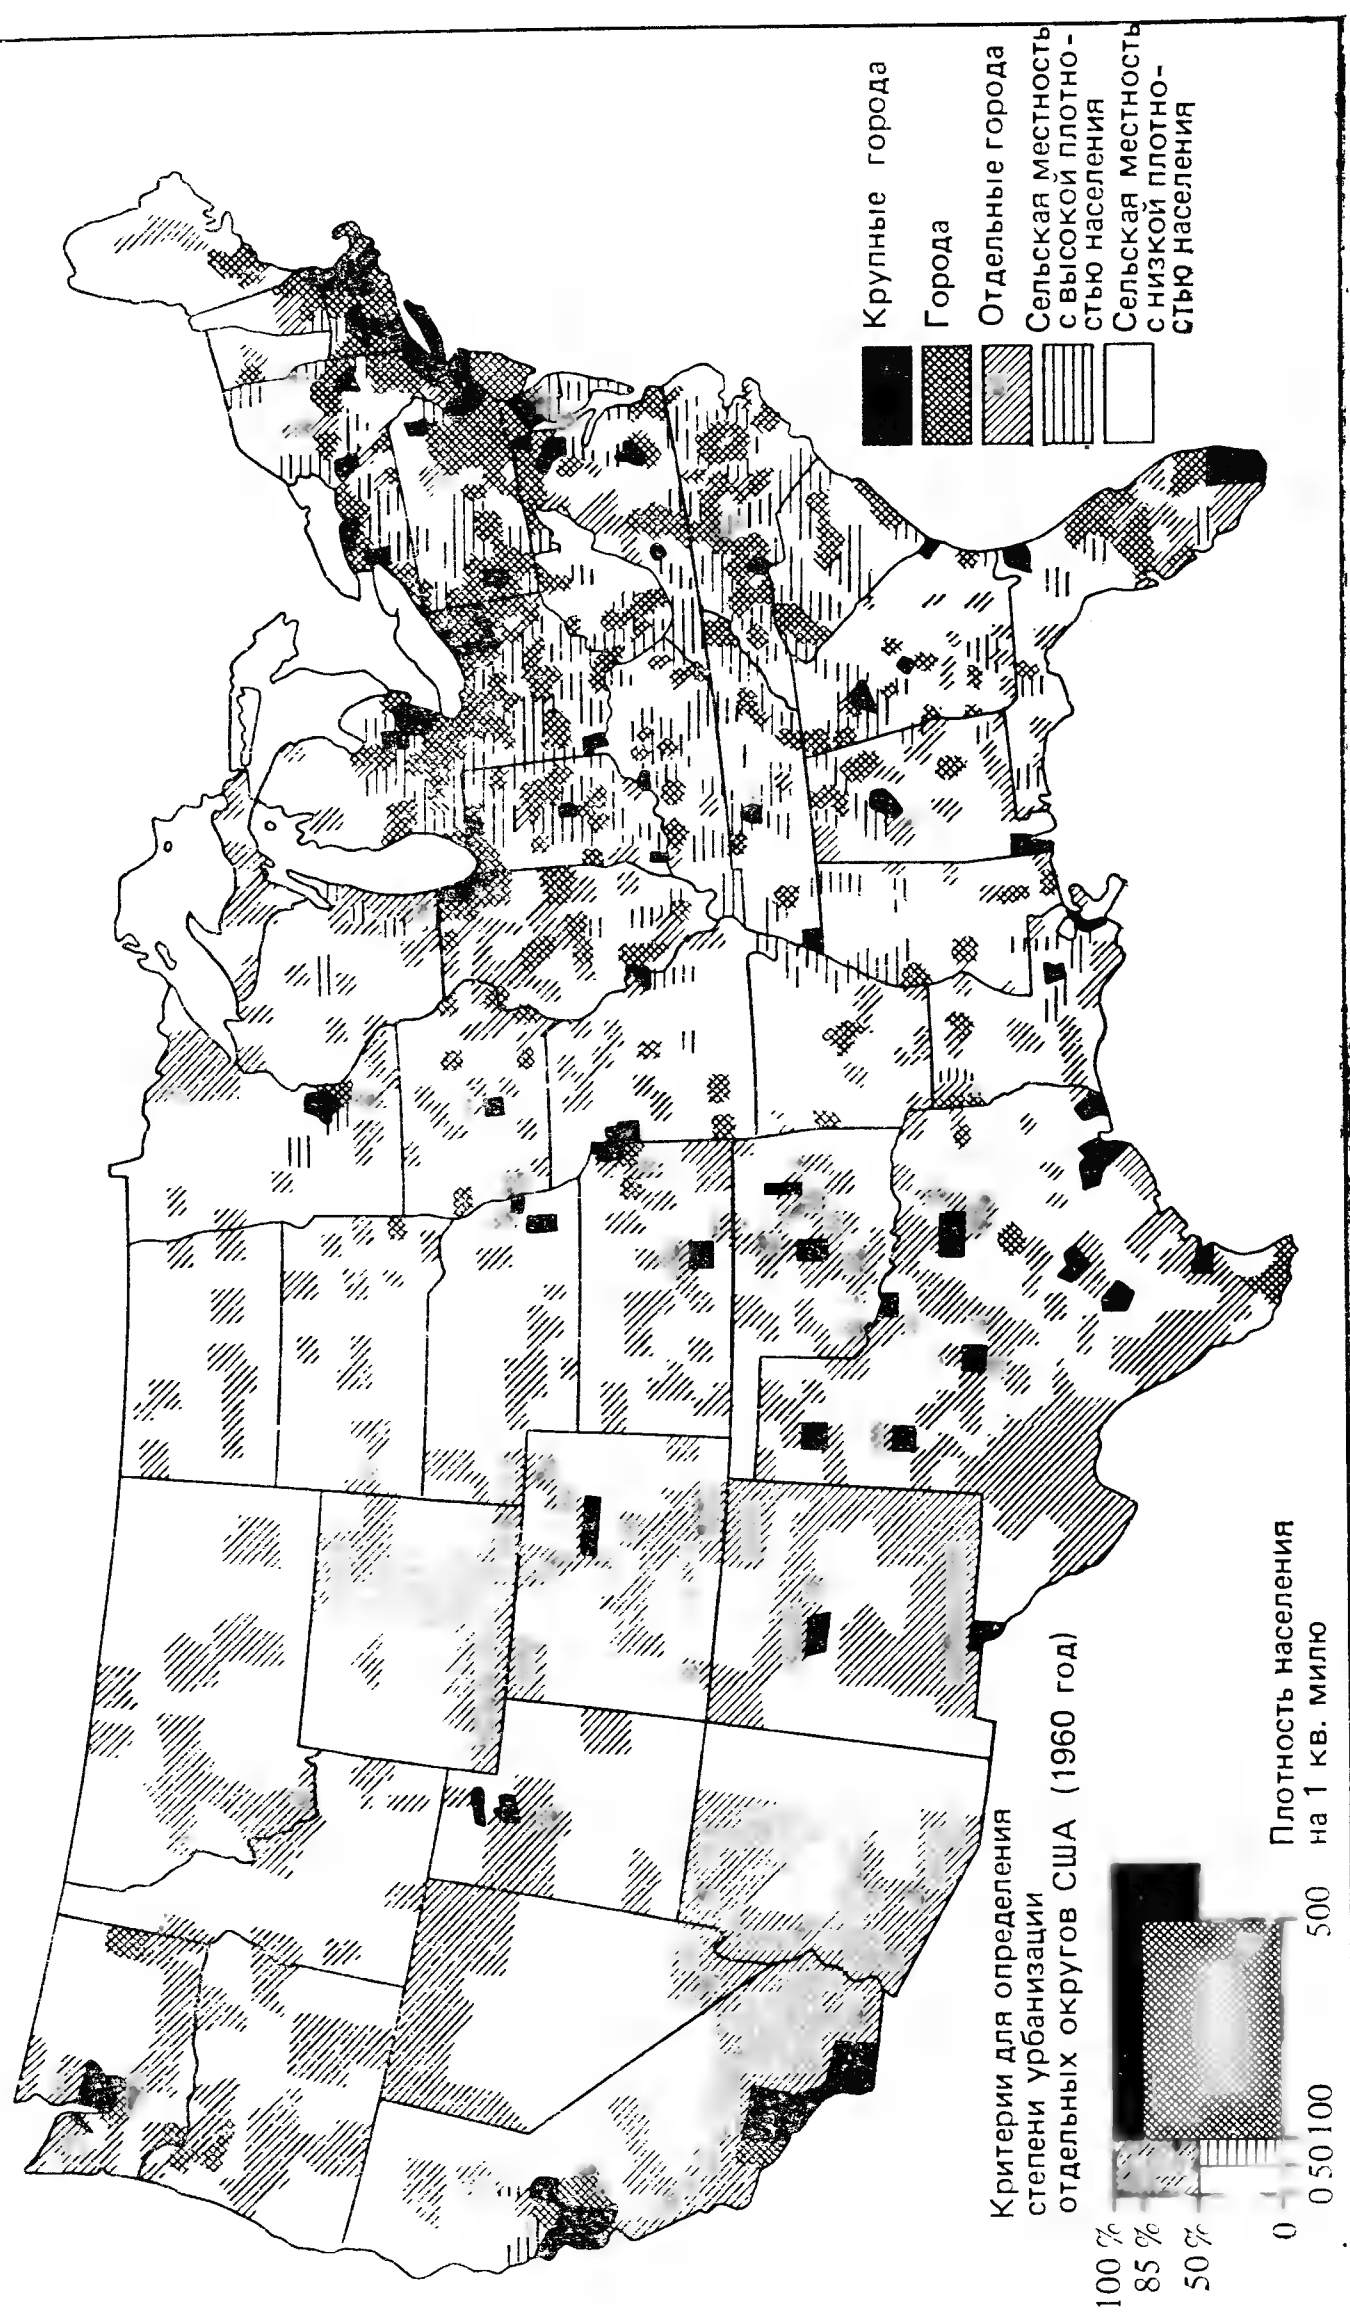 Крупные города
Города
Отдельные города
Сельская местность
с высокой плотно-
стью населения
Сельская местность
с низкой плотно-
стью населения
Критерии для определения
степени урбанизации
отдельных округов США (1960 год)
100 %
85 %
50 %
0
0 50 100 500
Плотность населения
на 1 кв. милю